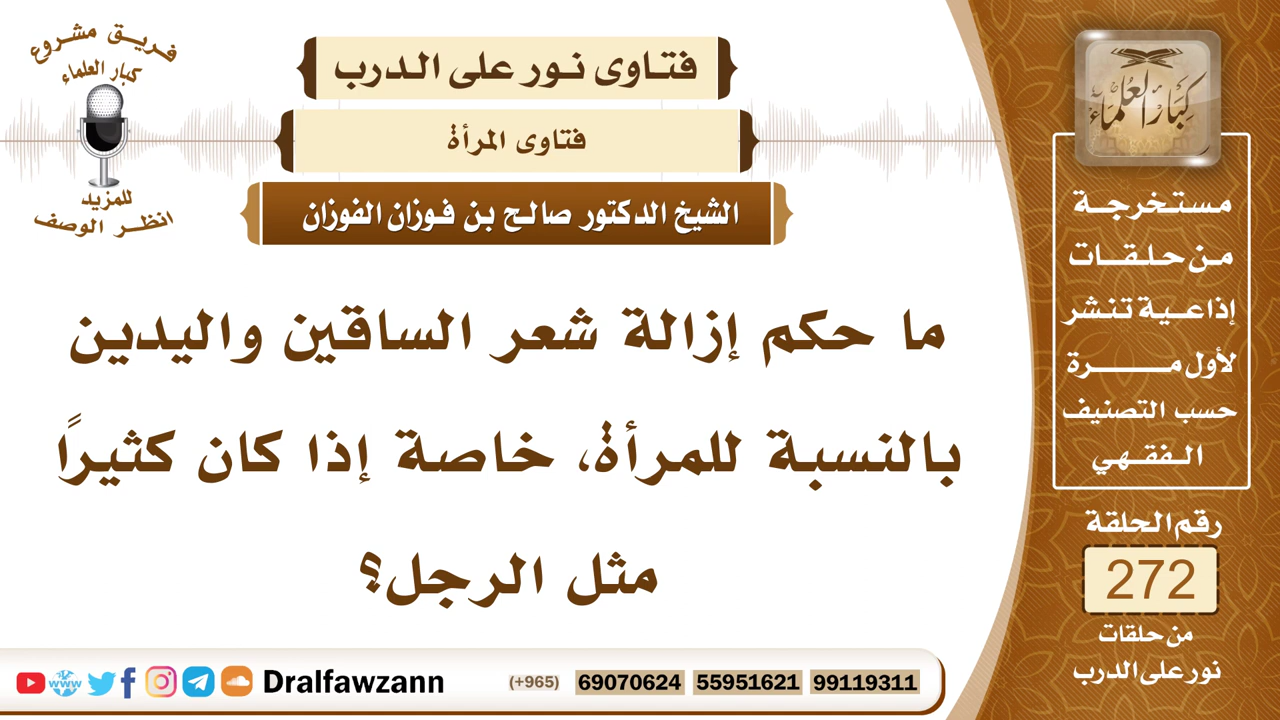 فريق مشروع
كبار العلماء
للمزيد
انظر الوصف
فتاوى نور على الدرب
فتاوى المرأة
الشيخ الدكتور صالح بن فوزان الفوزان
ما حكم إزالة شعر الساقين واليدين
بالنسبة للمرأة، خاصة إذا كان كثيرًا
مثل الرجل؟
كبار العلماء
مستخرجة
من حلقات
إذاعية تنشر
لأول مرة
حسب التصنيف
الفقهي
رقم الحلقة
272
من حلقات
نور على الدرب
www Dralfawzann (+965) 69070624 55951621 99119311